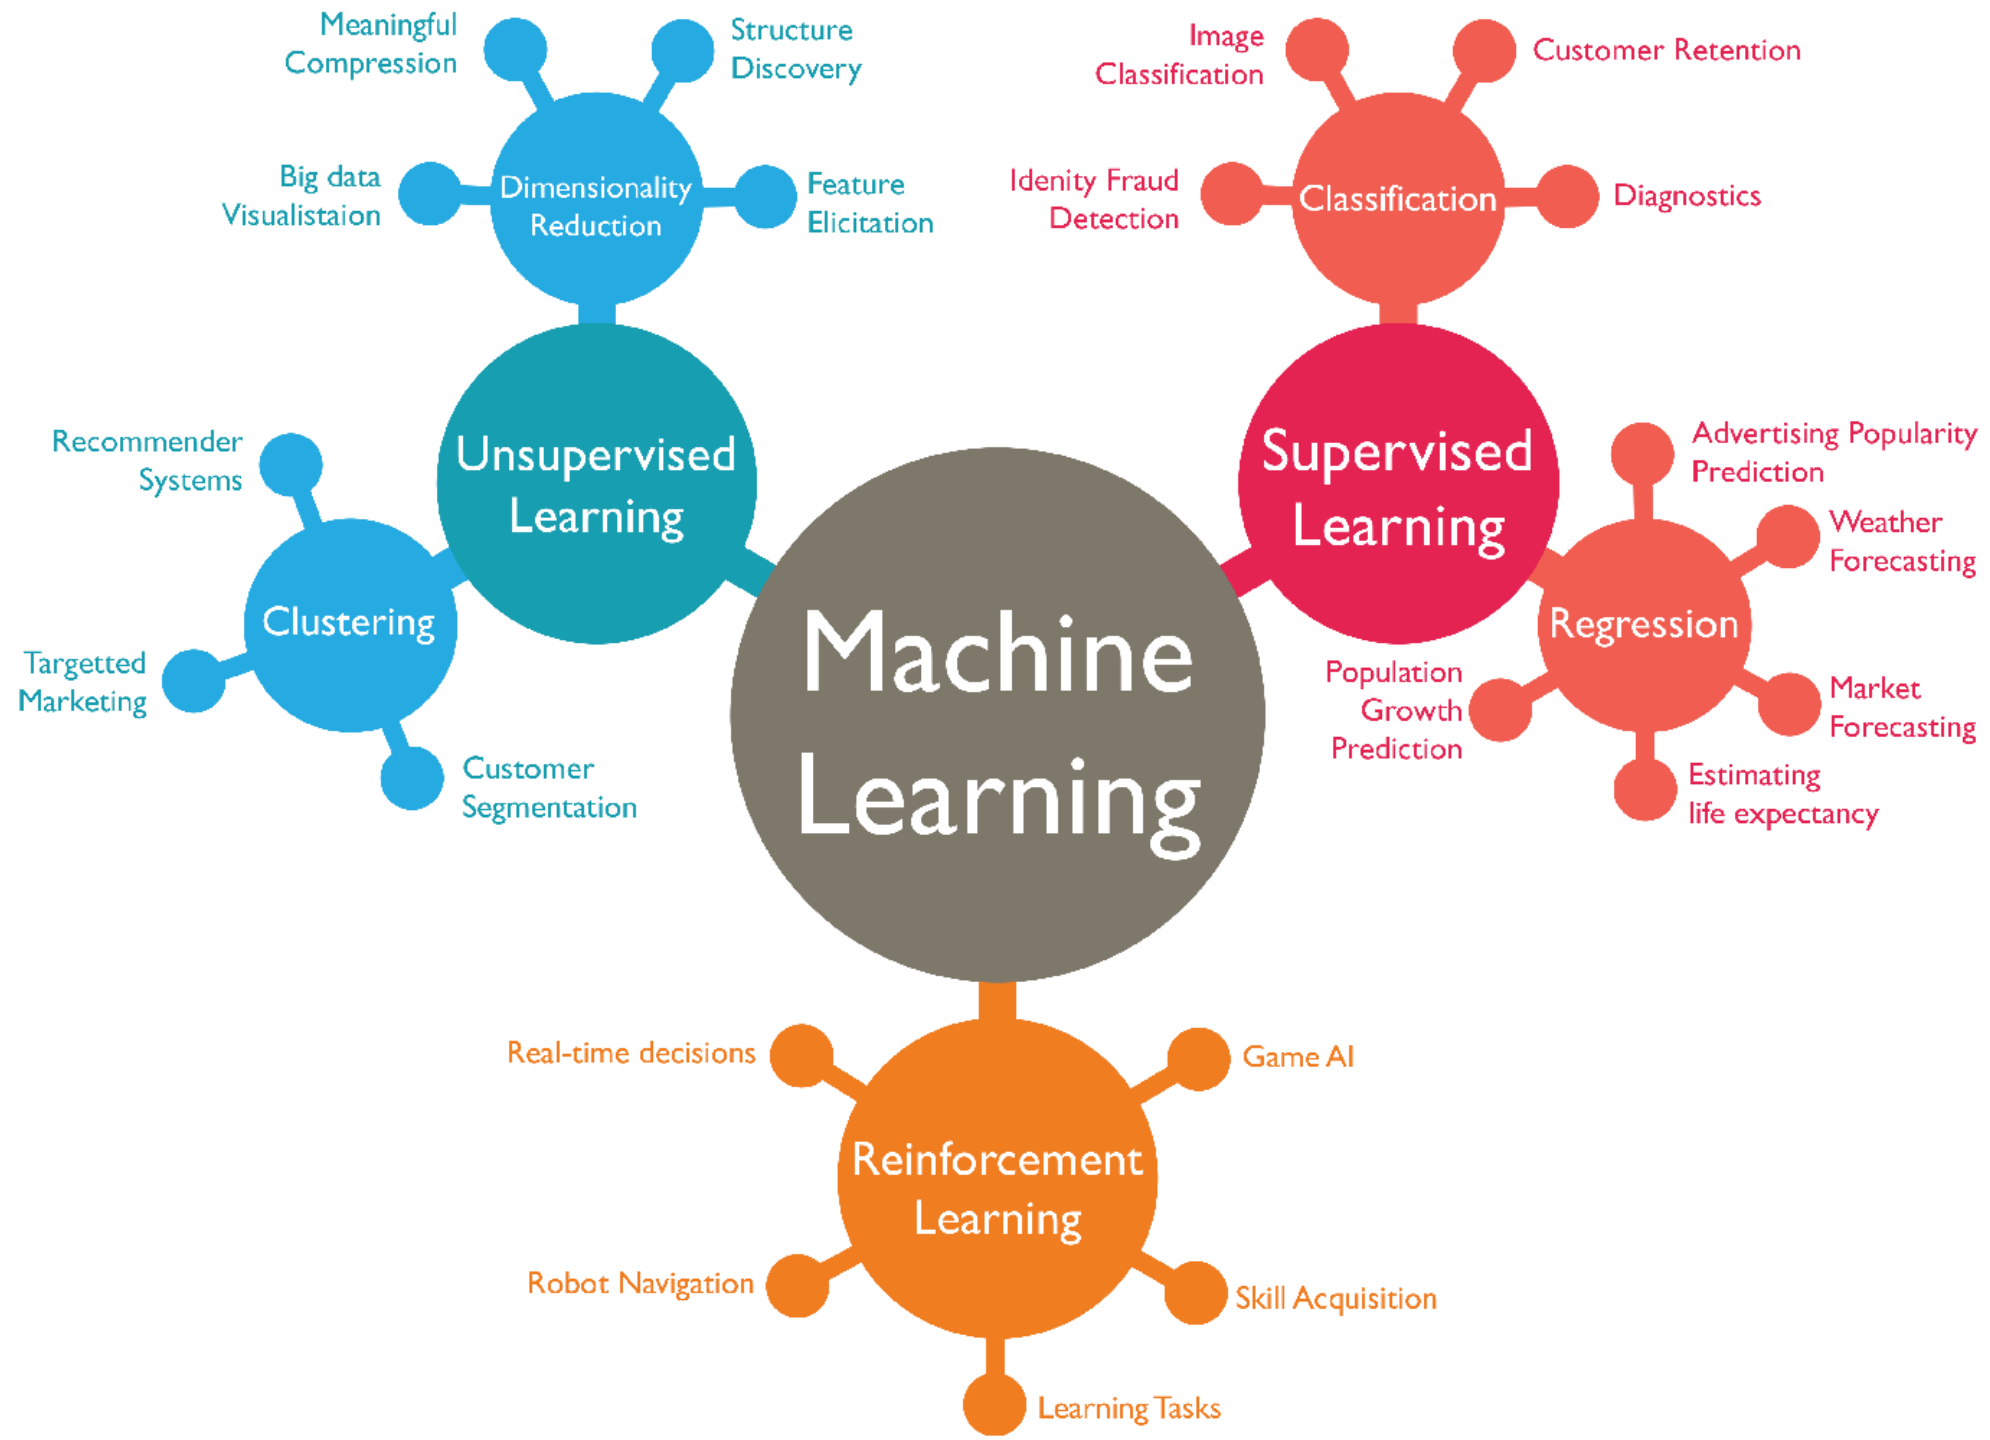 Meaningful
Compression
Structure
Discovery
Big data
Visualistaion
Dimensionality
Reduction
Feature
Elicitation
Image
Classification
Customer Retention
Idenity Fraud
Detection
Classification
Diagnostics
Recommender
Systems
Unsupervised
Learning
Clustering
Targetted
Marketing
Customer
Segmentation
Supervised
Learning
Advertising Popularity
Prediction
Weather
Forecasting
Regression
Population
Growth
Prediction
Market
Forecasting
Estimating
life expectancy
Machine
Learning
Real-time decisions
Game AI
Reinforcement
Learning
Robot Navigation
Skill Acquisition
Learning Tasks